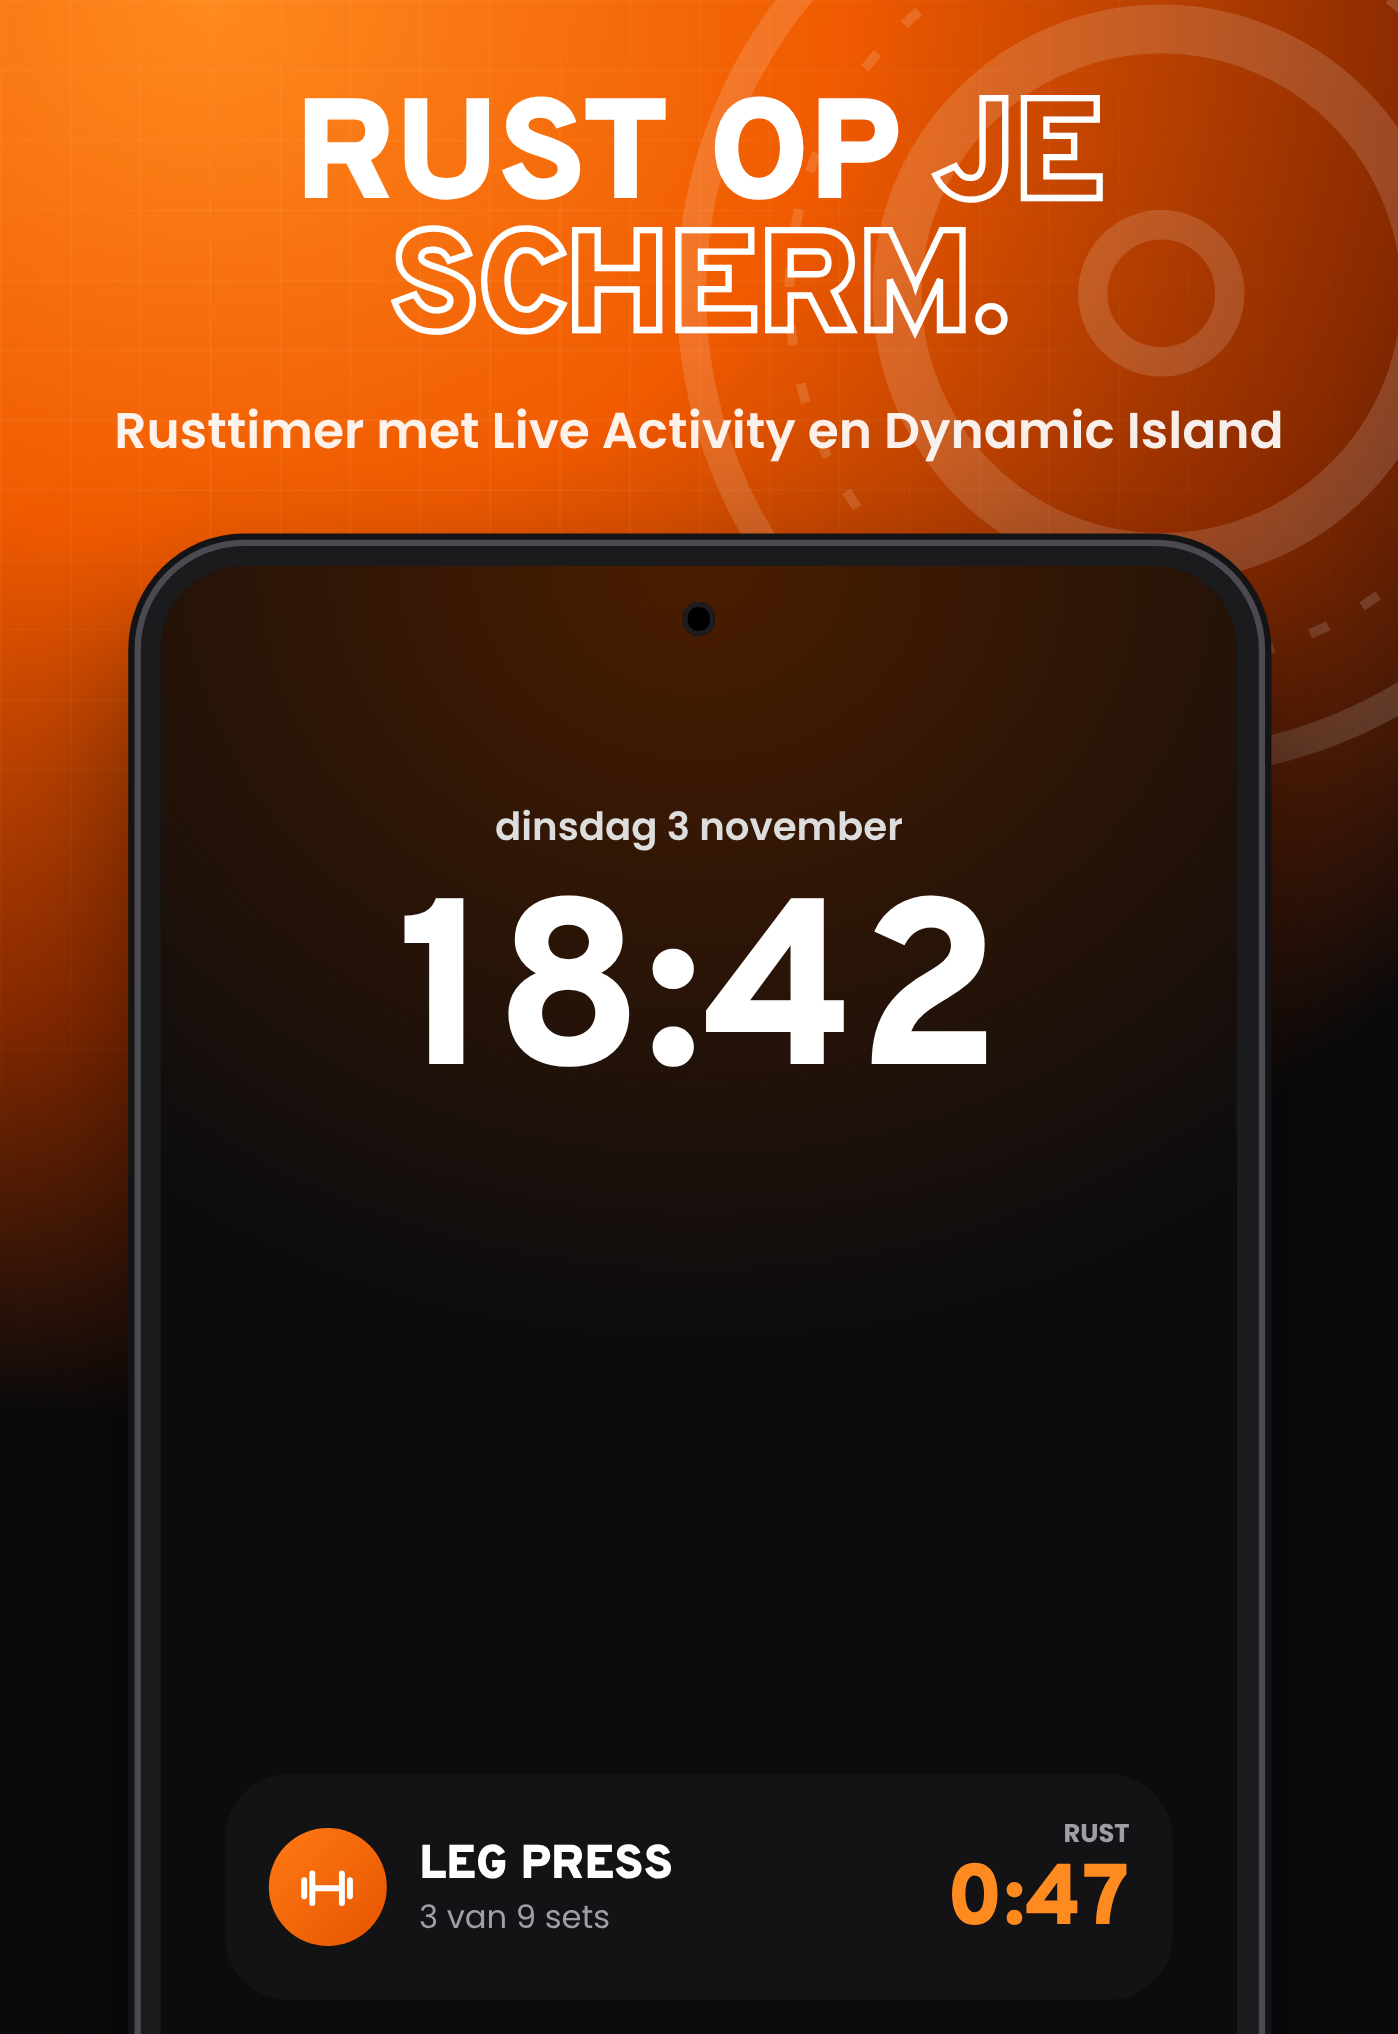 RUST OP JE
SCHERM.
Rusttimer met Live Activity en Dynamic Island
dinsdag 3 november
18:42
LEG PRESS
3 van 9 sets
RUST
0:47